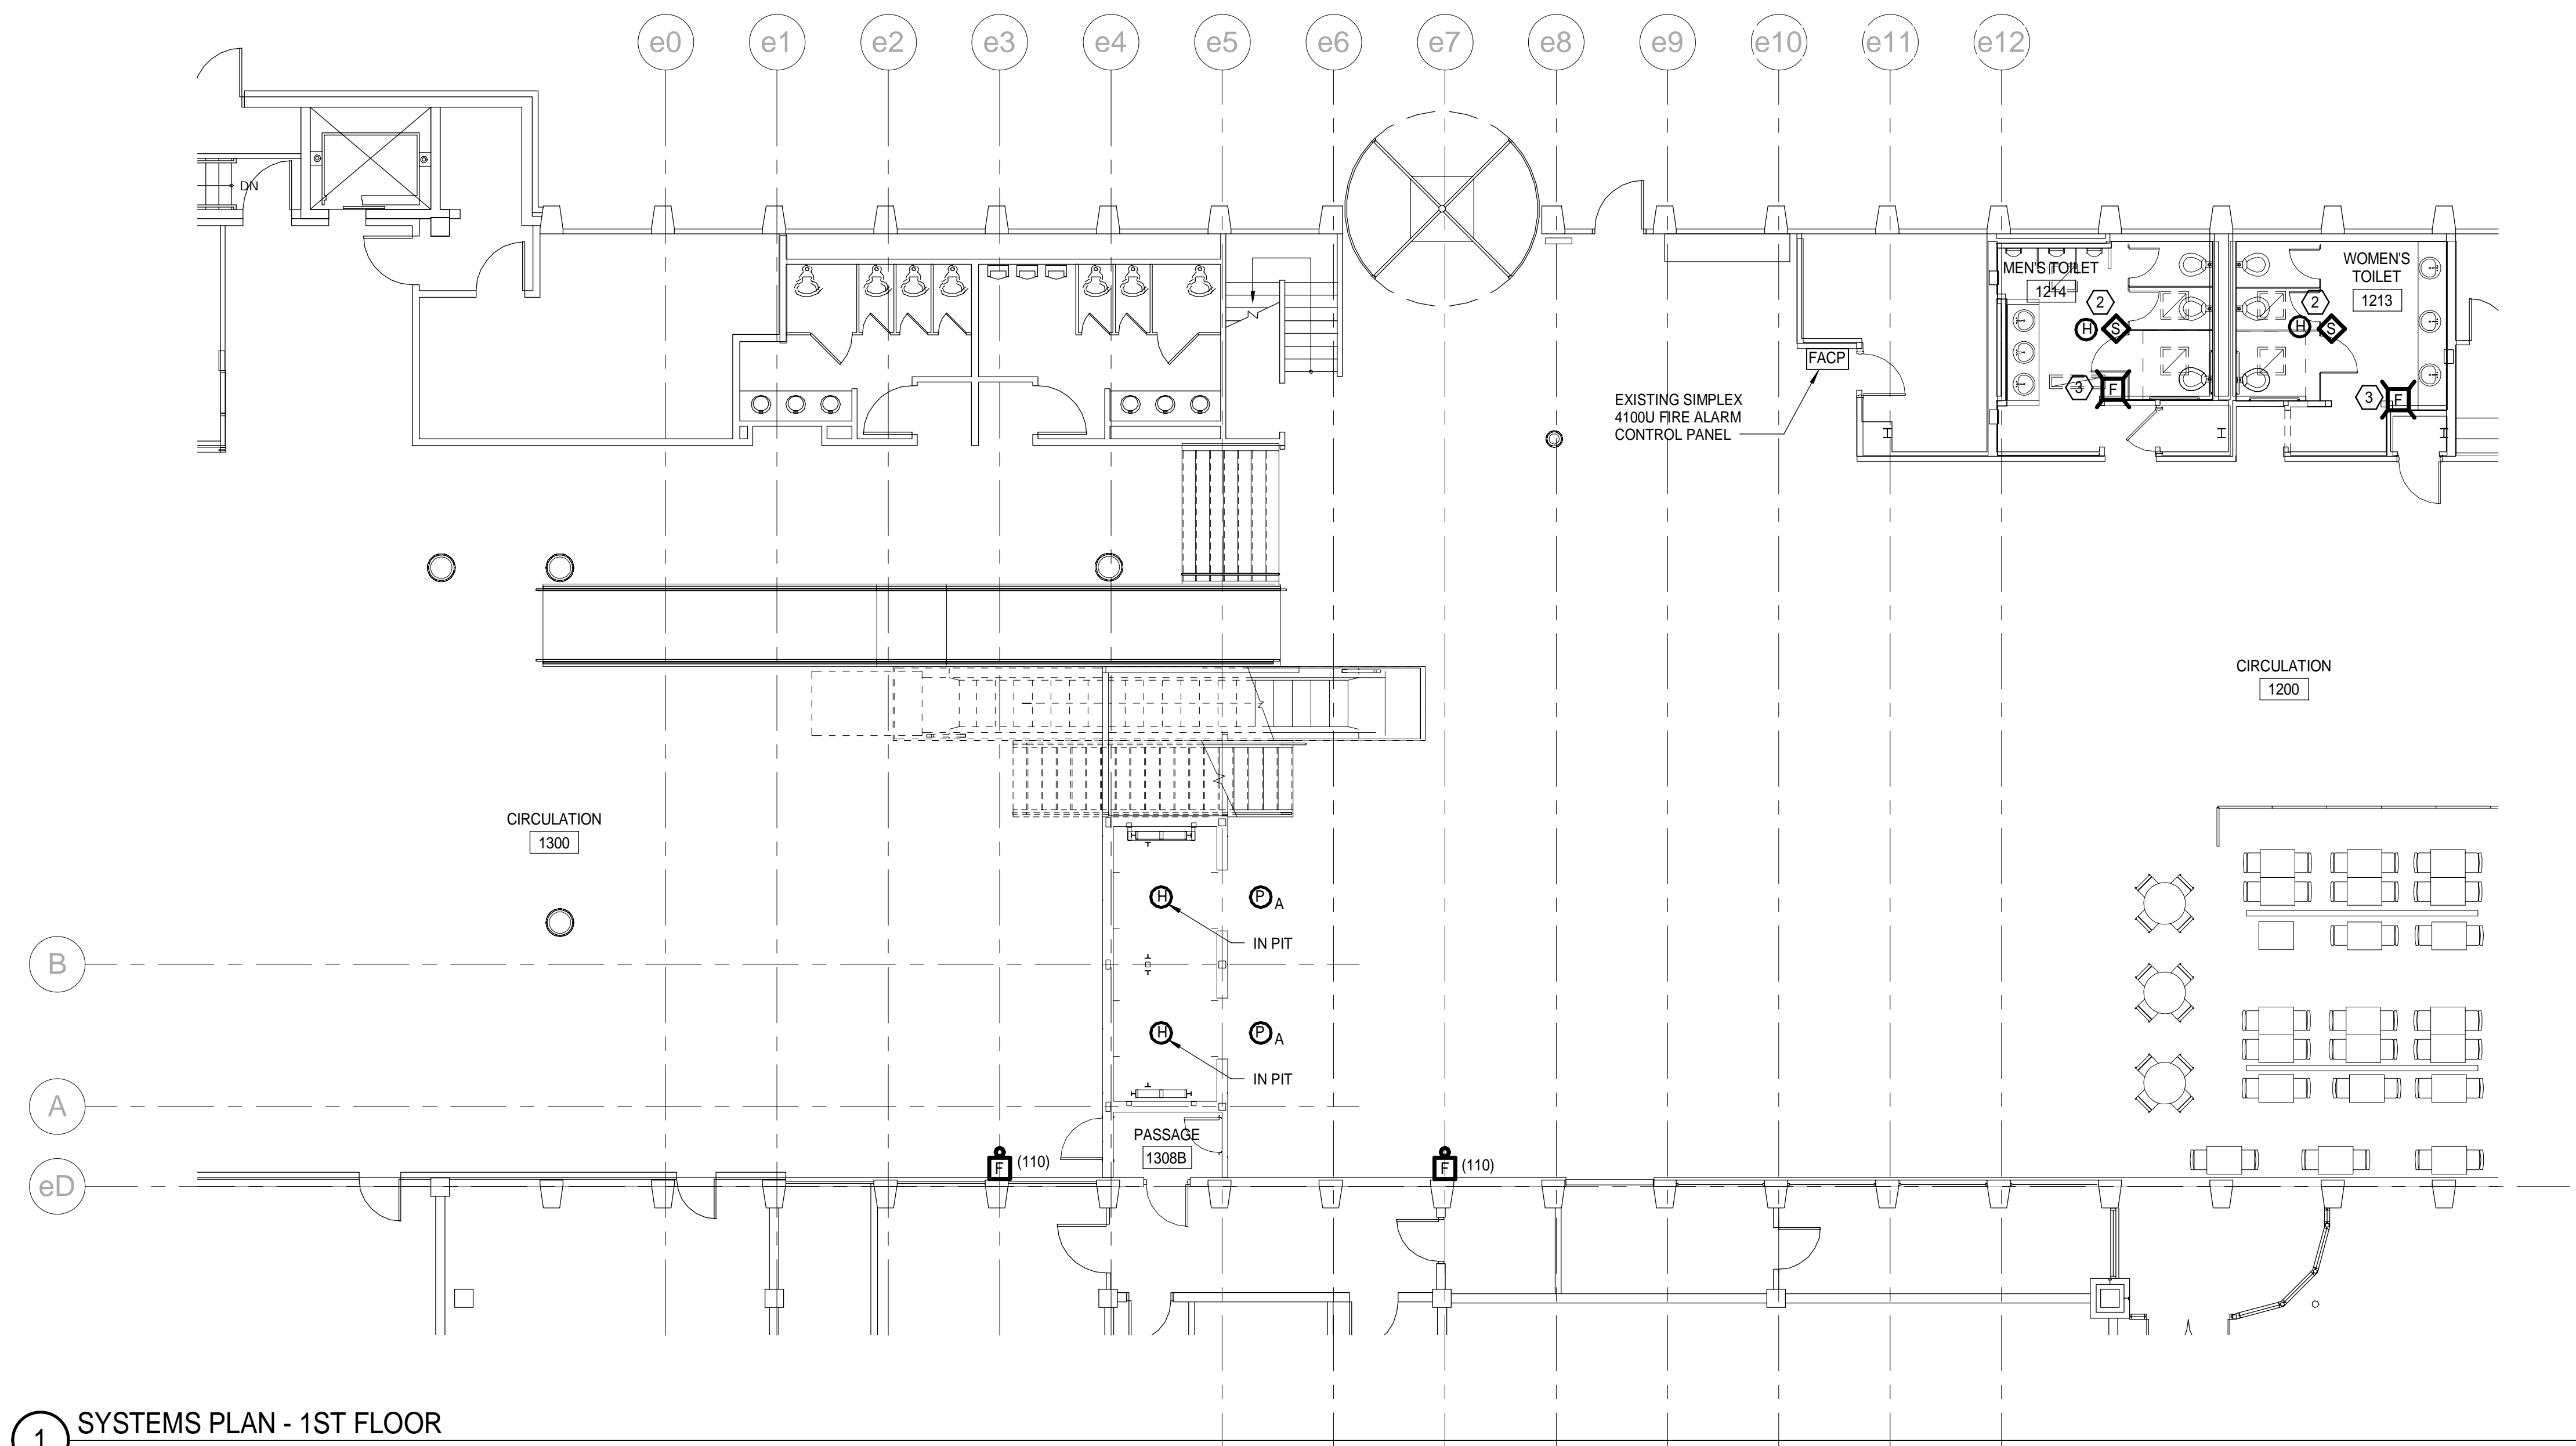 e0 e1 e2 e3 e4 e5 e6 e7 e8 e9 e10 e11 e12
DN
MEN'S TOILET
1214
2
H S
3 F
WOMEN'S
TOILET
1213
2
H S
3 F
FACP
EXISTING SIMPLEX
4100U FIRE ALARM
CONTROL PANEL
CIRCULATION
1200
CIRCULATION
1300
H
P A
IN PIT
B
H
P A
IN PIT
A
PASSAGE
1308B
F (110)
F (110)
eD
1
SYSTEMS PLAN - 1ST FLOOR